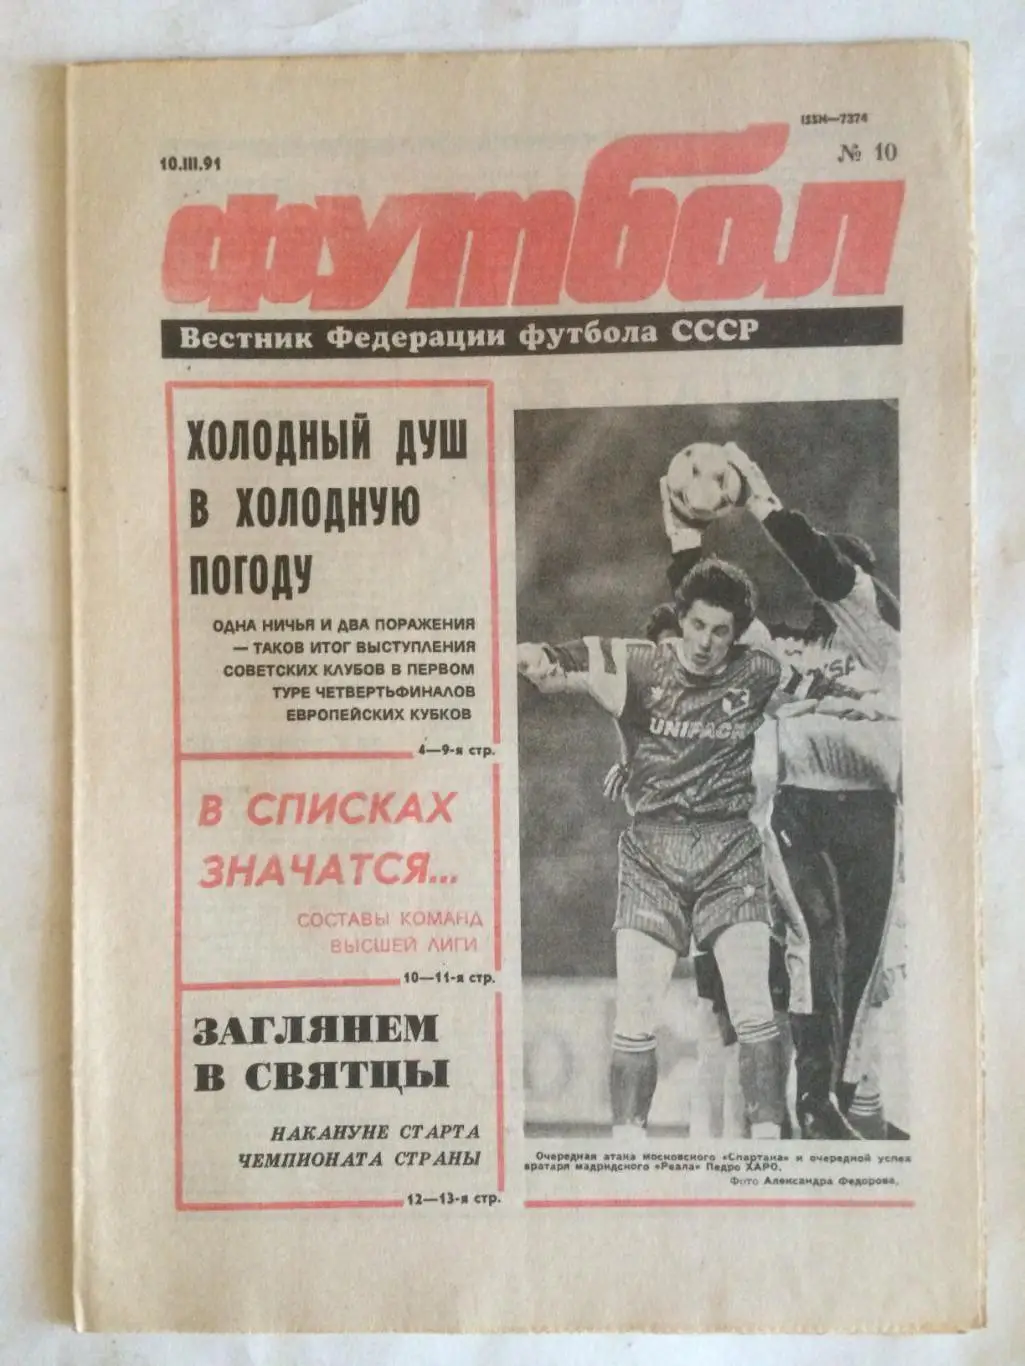 ISSN—7374
10.III.91
№ 10
футбол
Вестник Федерации футбола СССР
ХОЛОДНЫЙ ДУШ
В ХОЛОДНУЮ
ПОГОДУ
ОДНА НИЧЬЯ И ДВА ПОРАЖЕНИЯ
— ТАКОВ ИТОГ ВЫСТУПЛЕНИЯ
СОВЕТСКИХ КЛУБОВ В ПЕРВОМ
ТУРЕ ЧЕТВЕРТЬФИНАЛОВ
ЕВРОПЕЙСКИХ КУБКОВ
4—9-я стр.
В СПИСКАХ
ЗНАЧАТСЯ...
СОСТАВЫ КОМАНД
ВЫСШЕЙ ЛИГИ
10—11-я стр.
ЗАГЛЯНЕМ
В СВЯТЦЫ
НАКАНУНЕ СТАРТА
ЧЕМПИОНАТА СТРАНЫ
12—13-я стр.
UNIPACK
Очередная атака московского «Спартака» и очередной успех
вратаря мадридского «Реала» Педро ХАРО.
Фото Александра Федорова.